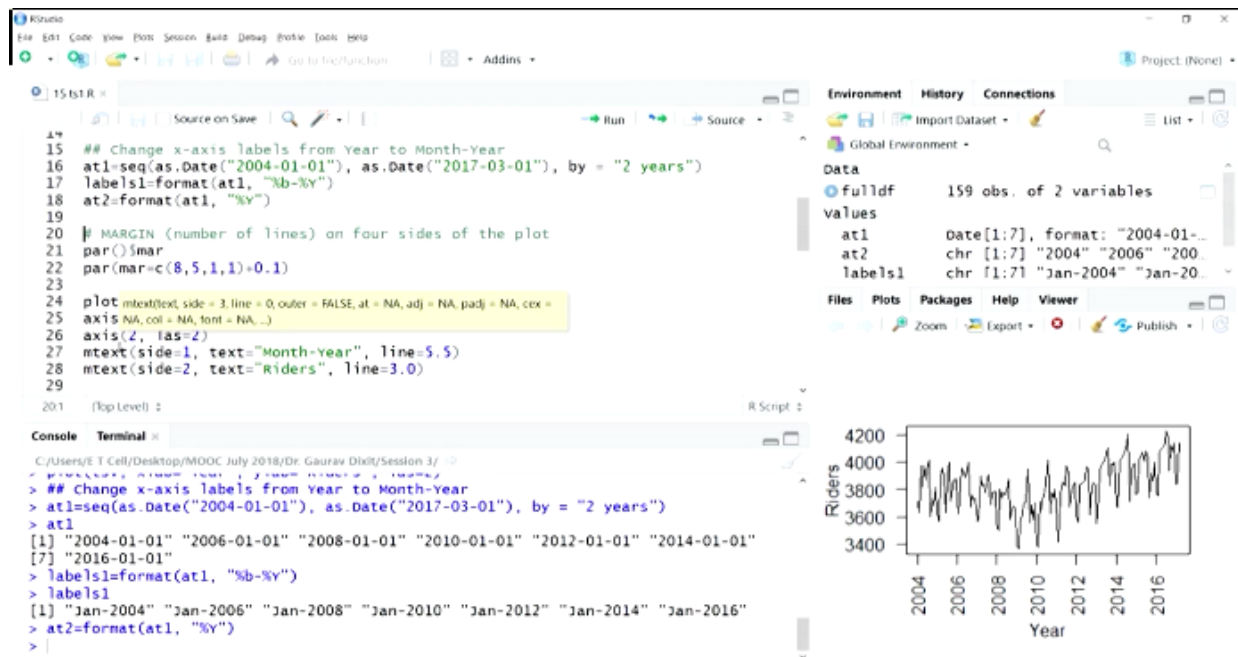 RStudio
File Edit Code View Plots Session Build Debug Profile Tools Help
Go to file/function Addins
Project: (None)
15 ts1 R
Source on Save Run Source
14
15 ## Change x-axis labels from Year to Month-Year
16 at1=seq(as.Date("2004-01-01"), as.Date("2017-03-01"), by = "2 years")
17 labels1=format(at1, "%b-%Y")
18 at2=format(at1, "%Y")
19
20 # MARGIN (number of lines) on four sides of the plot
21 par()$mar
22 par(mar=c(8,5,1,1)+0.1)
23
24 plot
mtext(text, side = 3, line = 0, outer = FALSE, at = NA, adj = NA, padj = NA, cex =
NA, col = NA, font = NA, ...)
25 axis
26 axis(2, las=2)
27 mtext(side=1, text="Month-Year", line=5.5)
28 mtext(side=2, text="Riders", line=3.0)
29
20:1 (Top Level) R Script
Console Terminal
C:/Users/E T Cell/Desktop/MOOC July 2018/Dr. Gaurav Dixit/Session 3/
> ## Change x-axis labels from Year to Month-Year
> at1=seq(as.Date("2004-01-01"), as.Date("2017-03-01"), by = "2 years")
> at1
[1] "2004-01-01" "2006-01-01" "2008-01-01" "2010-01-01" "2012-01-01" "2014-01-01"
[7] "2016-01-01"
> labels1=format(at1, "%b-%Y")
> labels1
[1] "Jan-2004" "Jan-2006" "Jan-2008" "Jan-2010" "Jan-2012" "Jan-2014" "Jan-2016"
> at2=format(at1, "%Y")
>
Environment History Connections
Import Dataset List
Global Environment
Data
fulldf 159 obs. of 2 variables
values
at1 Date[1:7], format: "2004-01-...
at2 chr [1:7] "2004" "2006" "200...
labels1 chr [1:7] "Jan-2004" "Jan-20...
Files Plots Packages Help Viewer
Zoom Export Publish
4200
4000
3800
3600
3400
Riders
2004 2006 2008 2010 2012 2014 2016
Year